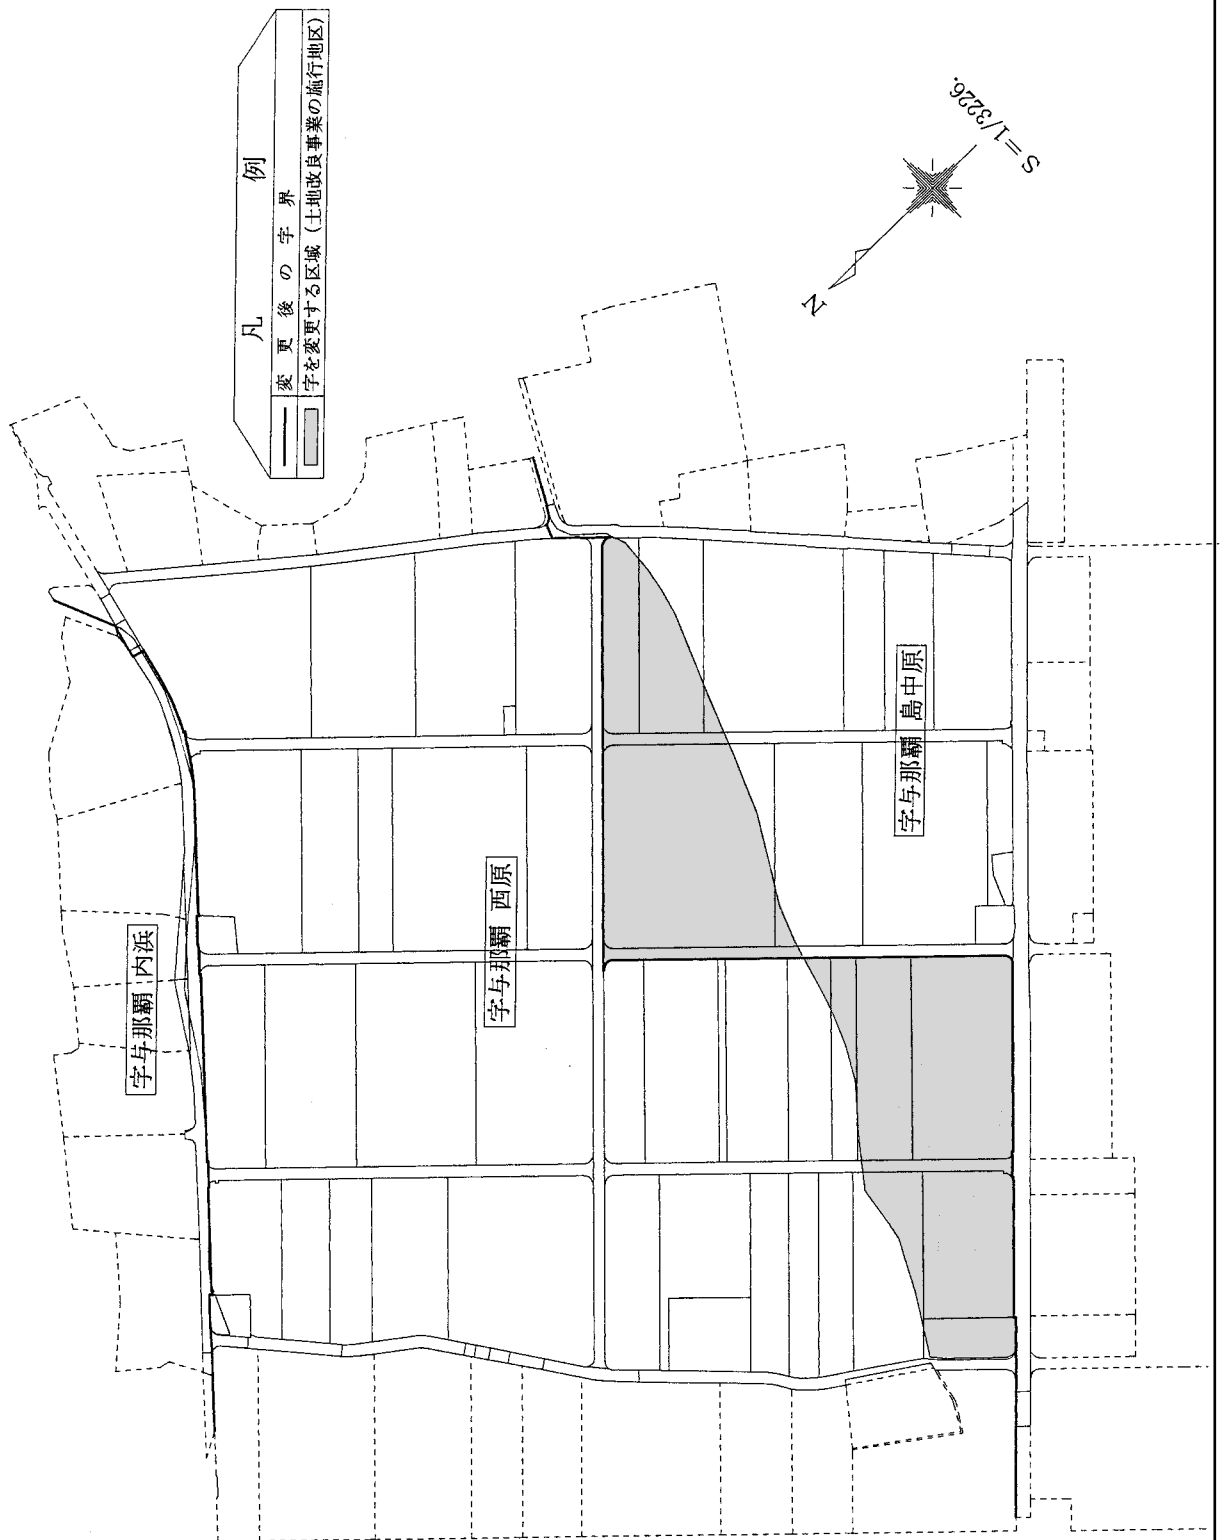 凡例
変更後の字界
字を変更する区域（土地改良事業の施行地区）
S=1/3226.
N
字与那覇 内浜
字与那覇 西原
字与那覇 島中原